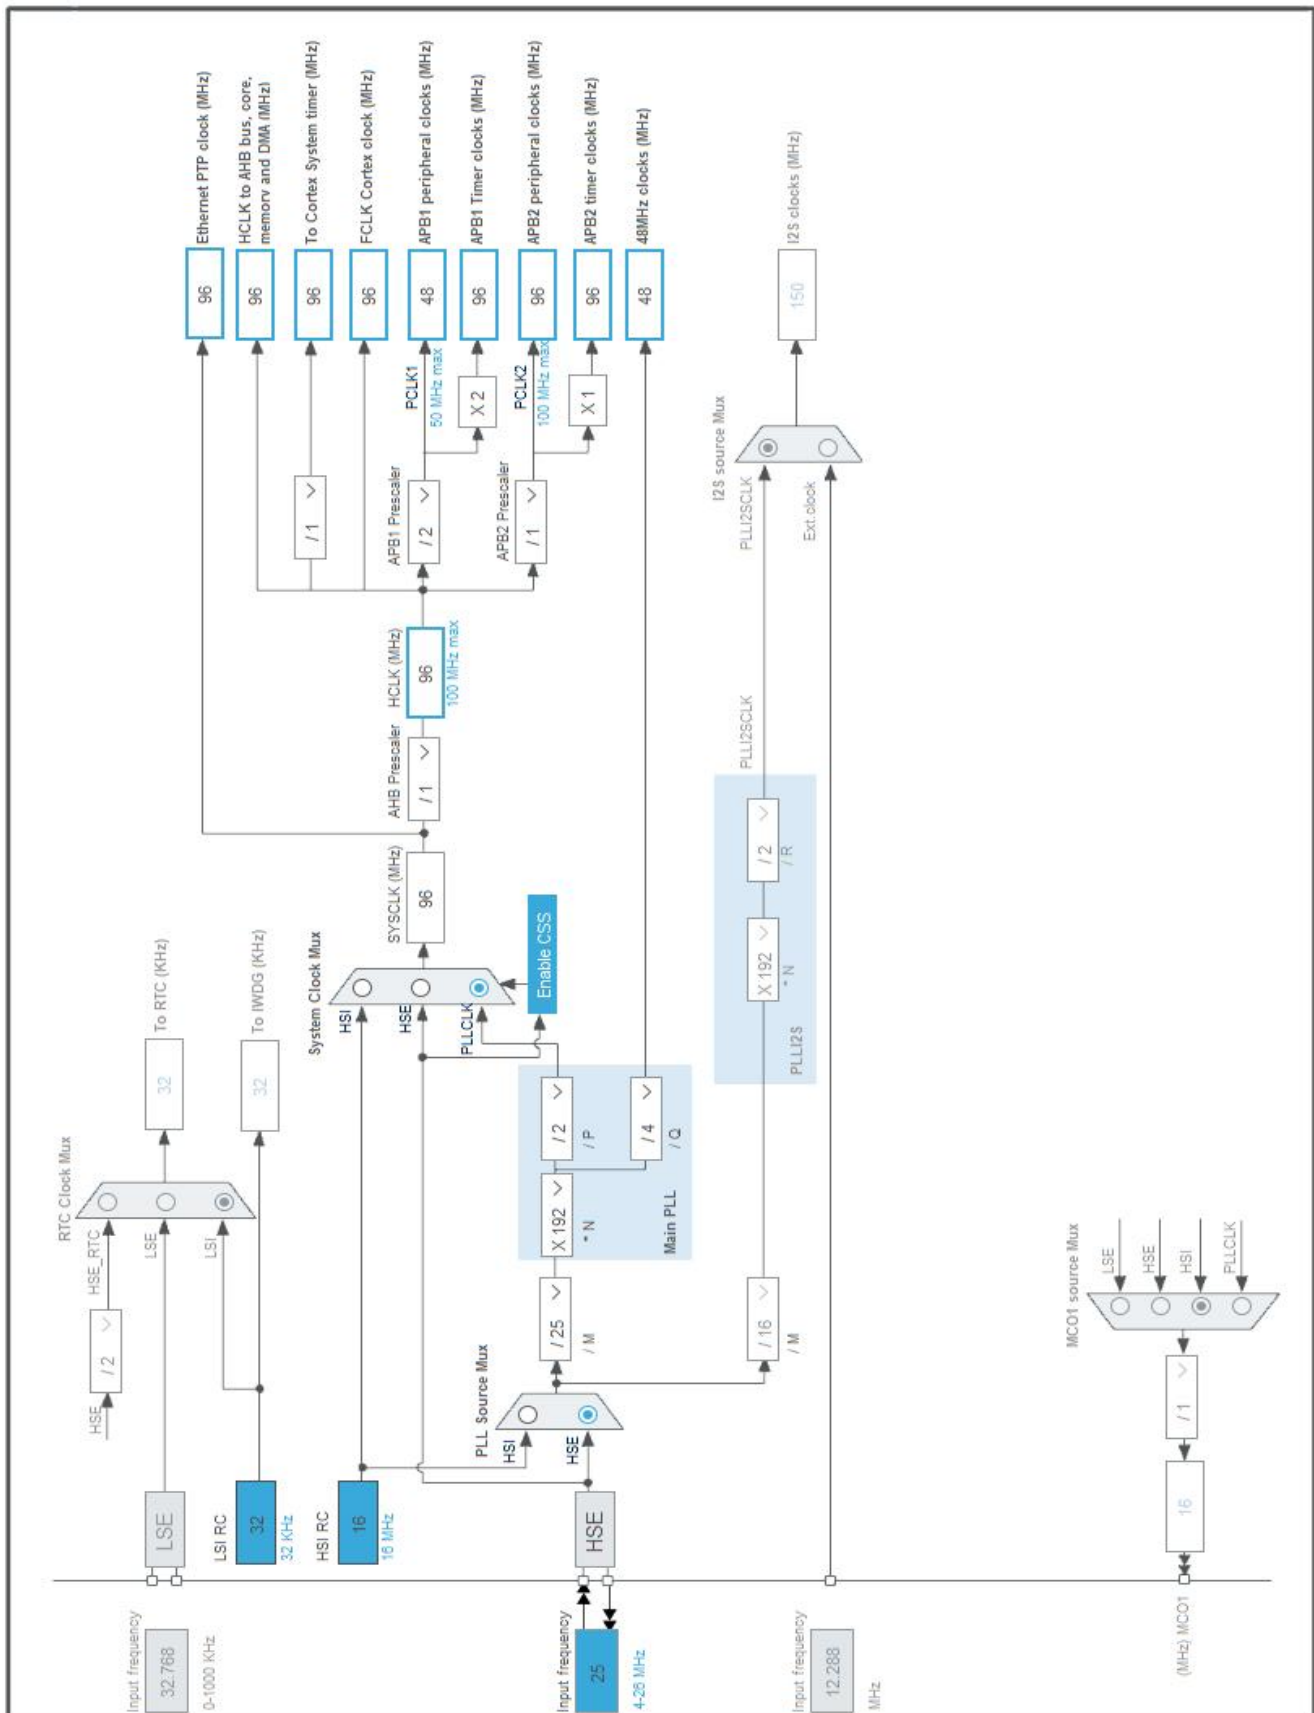 Input frequency
32.768
0-1000 KHz
LSE
HSE
/ 2
HSE_RTC
LSE
LSI
RTC Clock Mux
32
To RTC (KHz)
LSI RC
32
32 KHz
32
To IWDG (KHz)
HSI RC
16
16 MHz
System Clock Mux
HSI
HSE
PLLCLK
Enable CSS
SYSCLK (MHz)
96
AHB Prescaler
/ 1
HCLK (MHz)
96
100 MHz max
96
Ethernet PTP clock (MHz)
96
HCLK to AHB bus, core,
memory and DMA (MHz)
/ 1
96
To Cortex System timer (MHz)
96
FCLK Cortex clock (MHz)
APB1 Prescaler
/ 2
PCLK1
50 MHz max
48
APB1 peripheral clocks (MHz)
X 2
96
APB1 Timer clocks (MHz)
APB2 Prescaler
/ 1
PCLK2
100 MHz max
96
APB2 peripheral clocks (MHz)
X 1
96
APB2 timer clocks (MHz)
48
48MHz clocks (MHz)
Input frequency
25
4-26 MHz
HSE
PLL Source Mux
HSI
HSE
/ 25
/ M
X 192
* N
/ 2
/ P
/ 4
/ Q
Main PLL
/ 16
/ M
X 192
* N
/ 2
/ R
PLLI2S
PLLI2SCLK
PLLI2SCLK
I2S source Mux
Ext.clock
150
I2S clocks (MHz)
Input frequency
12.288
MHz
(MHz) MCO1
16
/ 1
MCO1 source Mux
LSE
HSE
HSI
PLLCLK